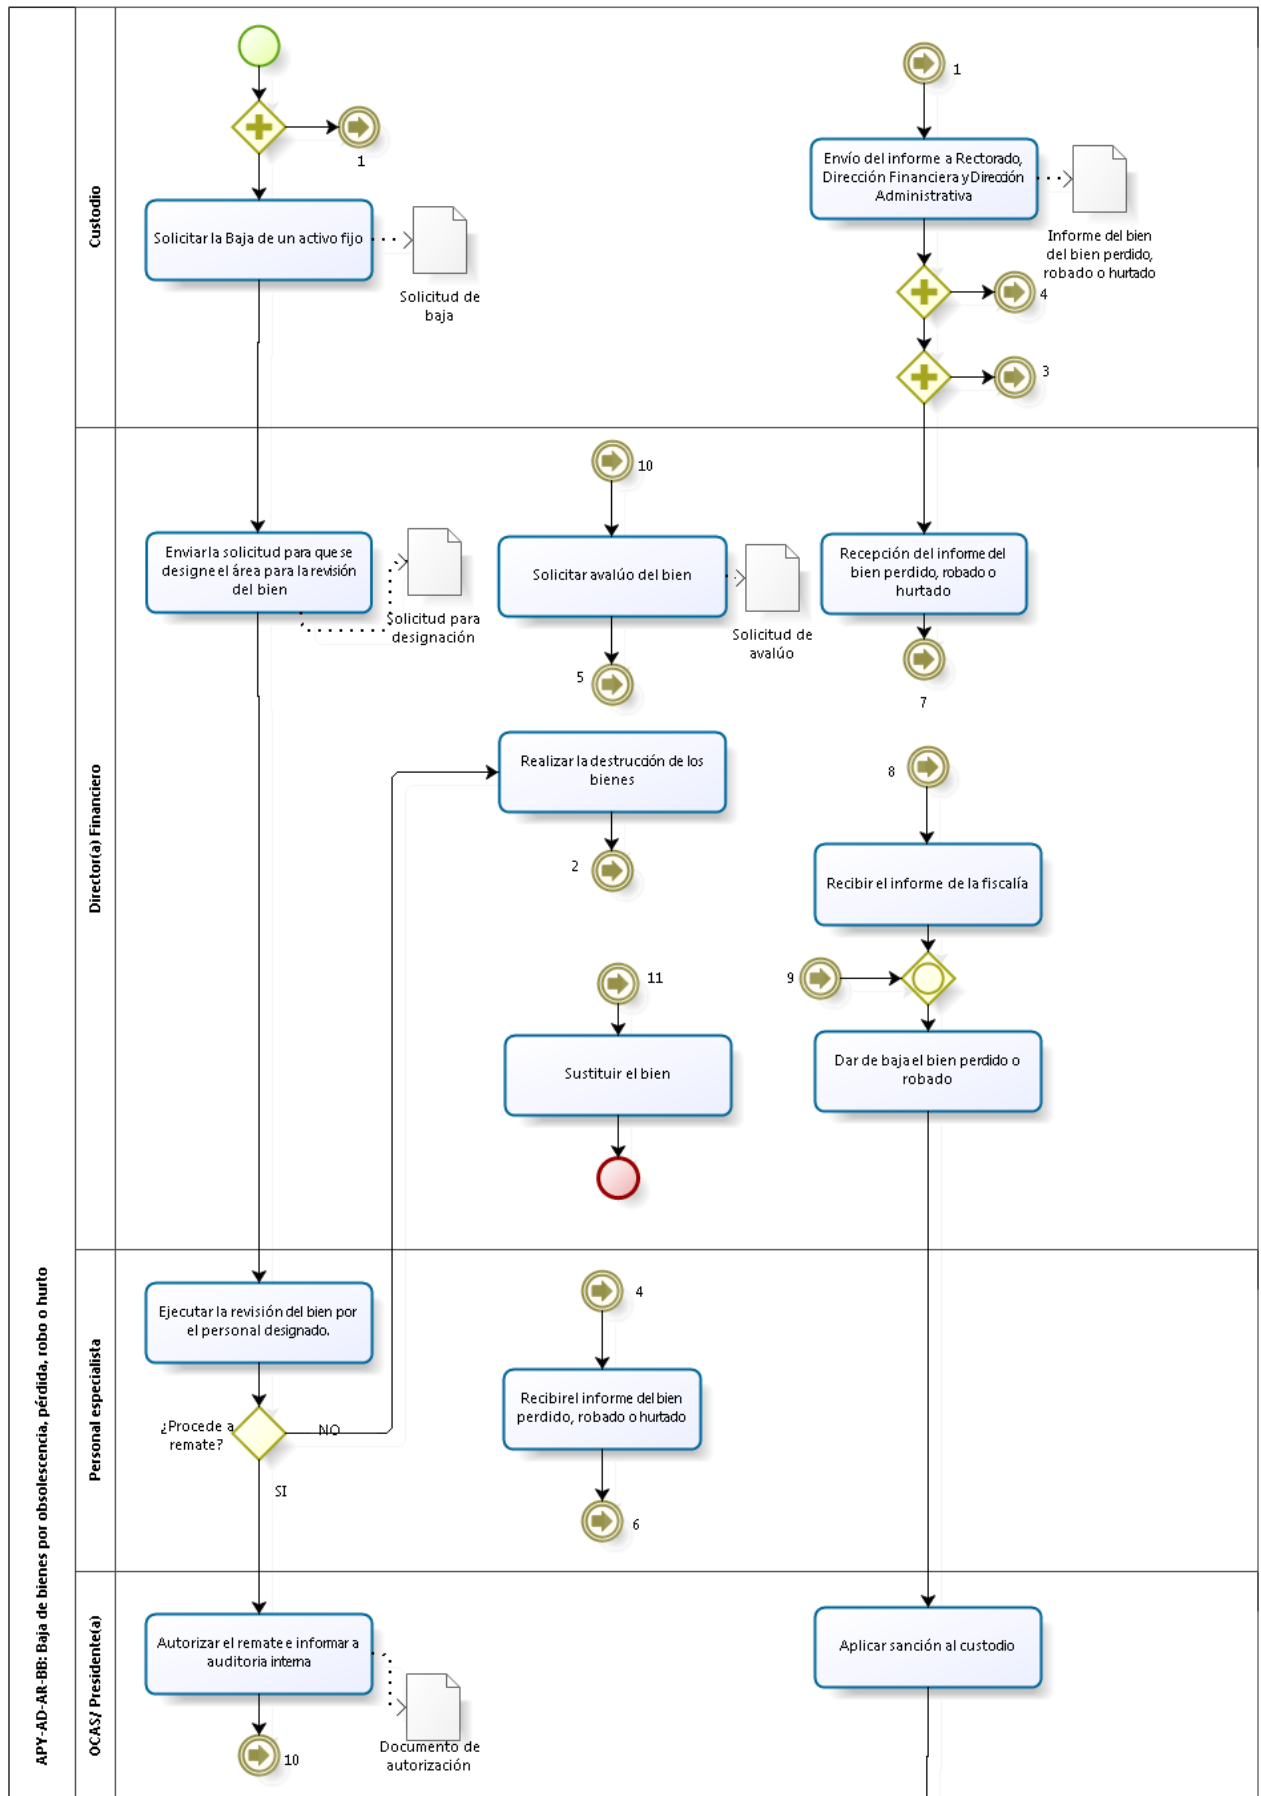 APY-AD-AR-BB: Baja de bienes por obsolescencia, pérdida, robo o hurto
Custodio
1
Solicitar la Baja de un activo fijo
Solicitud de
baja
1
Envío del informe a Rectorado,
Dirección Financiera y Dirección
Administrativa
Informe del bien
del bien perdido,
robado o hurtado
4
3
Director(a) Financiero
Enviar la solicitud para que se
designe el área para la revisión
del bien
Solicitud para
designación
10
Solicitar avalúo del bien
Solicitud de
avalúo
5
Recepción del informe del
bien perdido, robado o
hurtado
7
Realizar la destrucción de los
bienes
2
8
Recibir el informe de la fiscalía
9
11
Sustituir el bien
Dar de baja el bien perdido o
robado
Personal especialista
Ejecutar la revisión del bien por
el personal designado.
¿Procede a
remate?
NO
SI
4
Recibir el informe del bien
perdido, robado o hurtado
6
OCAS/ Presidente(a)
Autorizar el remate e informar a
auditoria interna
Documento de
autorización
10
Aplicar sanción al custodio